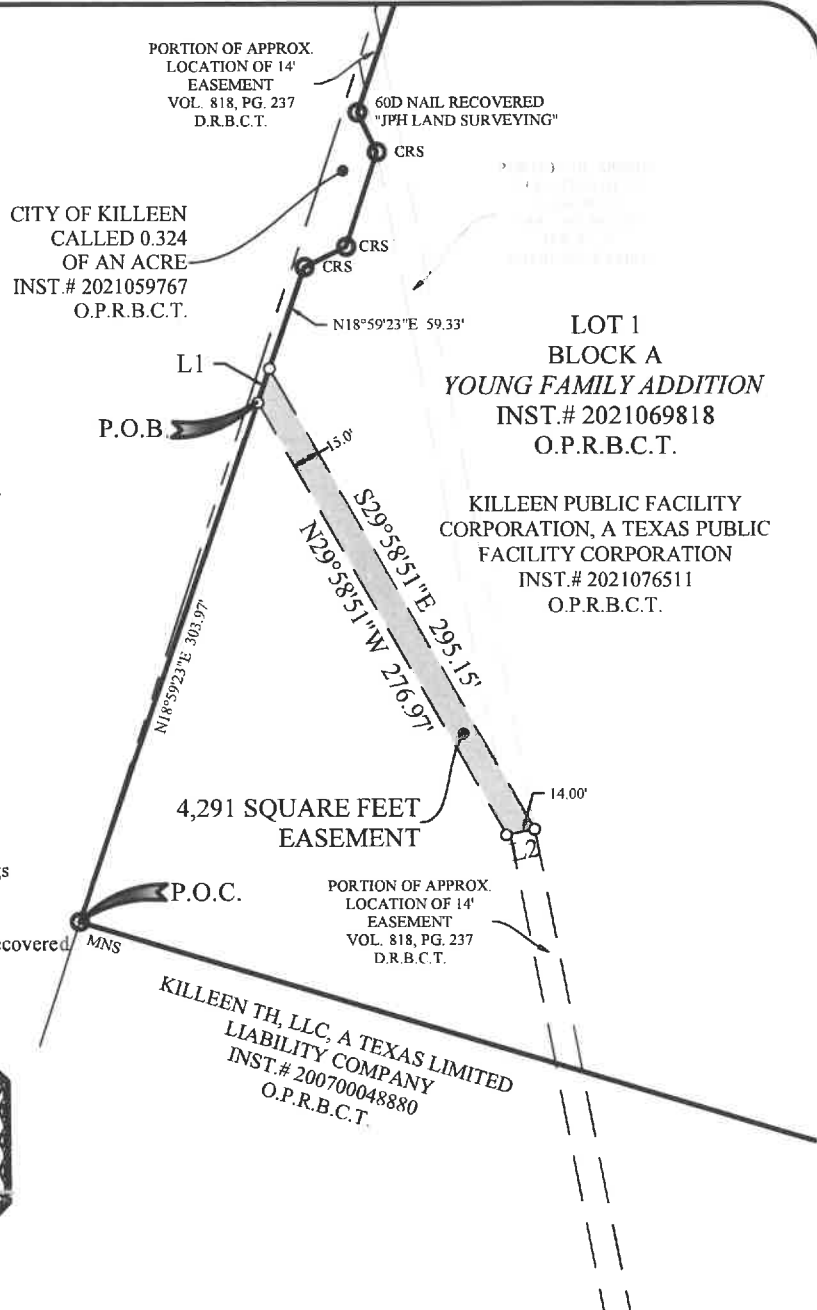 PORTION OF APPROX.
LOCATION OF 14'
EASEMENT
VOL. 818, PG. 237
D.R.B.C.T.
60D NAIL RECOVERED
"JPH LAND SURVEYING"
CRS
CITY OF KILLEEN
CALLED 0.324
OF AN ACRE
INST.# 2021059767
O.P.R.B.C.T.
CRS
CRS
N18°59'23"E 59.33'
L1
LOT 1
BLOCK A
YOUNG FAMILY ADDITION
INST.# 2021069818
O.P.R.B.C.T.
P.O.B.
15.0'
S29°58'51"E 295.15'
N29°58'51"W 276.97'
KILLEEN PUBLIC FACILITY
CORPORATION, A TEXAS PUBLIC
FACILITY CORPORATION
INST.# 2021076511
O.P.R.B.C.T.
N18°59'23"E 303.97'
4,291 SQUARE FEET
EASEMENT
14.00'
L2
P.O.C.
MNS
PORTION OF APPROX.
LOCATION OF 14'
EASEMENT
VOL. 818, PG. 237
D.R.B.C.T.
KILLEEN TH, LLC, A TEXAS LIMITED
LIABILITY COMPANY
INST.# 200700048880
O.P.R.B.C.T.